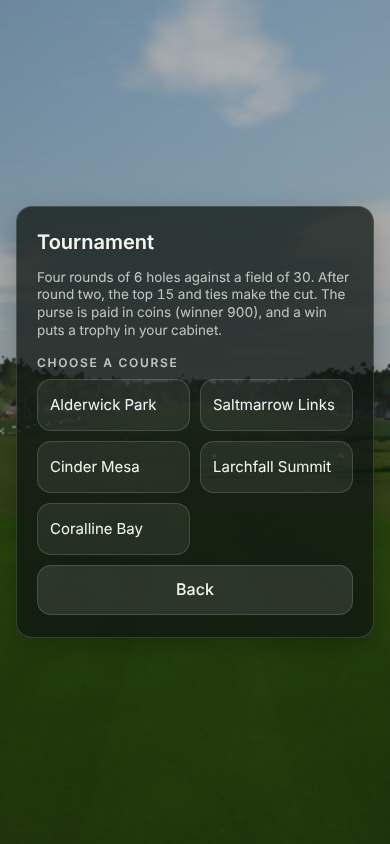 Tournament
Four rounds of 6 holes against a field of 30. After
round two, the top 15 and ties make the cut. The
purse is paid in coins (winner 900), and a win
puts a trophy in your cabinet.
CHOOSE A COURSE
Alderwick Park
Saltmarrow Links
Cinder Mesa
Larchfall Summit
Coralline Bay
Back